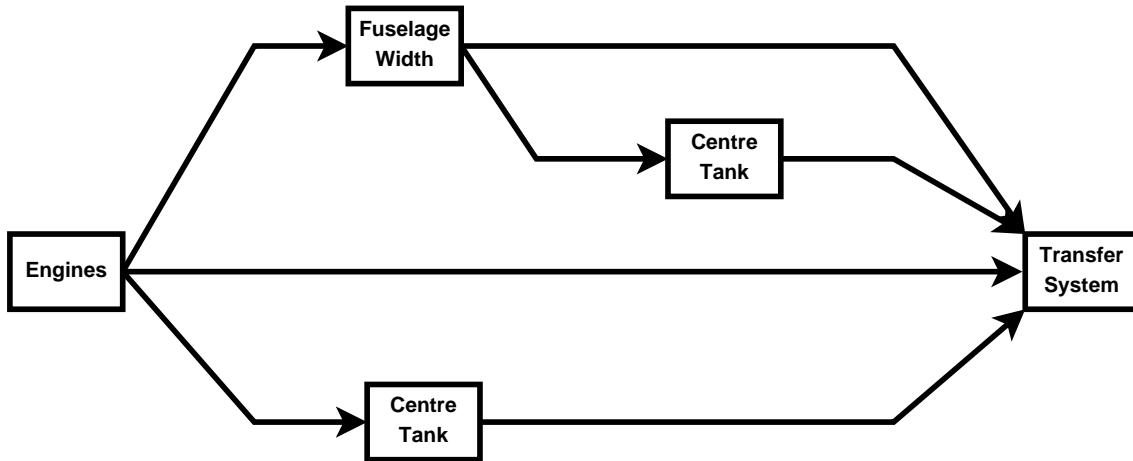 Fuselage
Width
Centre
Tank
Engines
Transfer
System
Centre
Tank